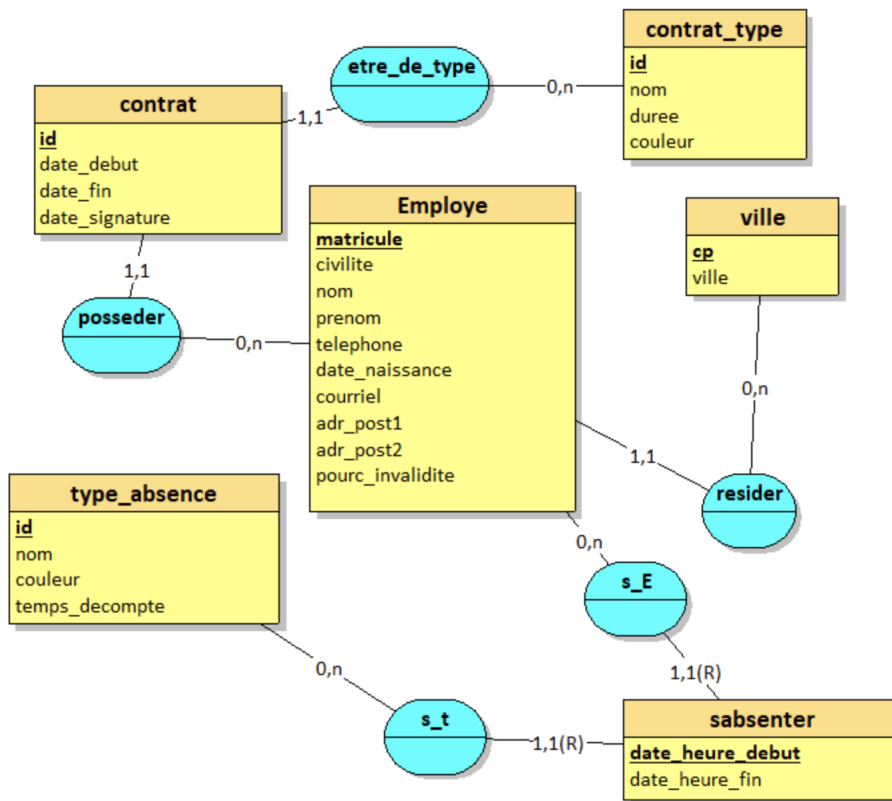 contrat_type
id
nom
duree
couleur
etre_de_type
0,n
1,1
contrat
id
date_debut
date_fin
date_signature
1,1
posseder
0,n
Employe
matricule
civilite
nom
prenom
telephone
date_naissance
courriel
adr_post1
adr_post2
pourc_invalidite
ville
cp
ville
0,n
1,1
resider
type_absence
id
nom
couleur
temps_decompte
0,n
s_E
1,1(R)
0,n
s_t
1,1(R)
sabsenter
date_heure_debut
date_heure_fin